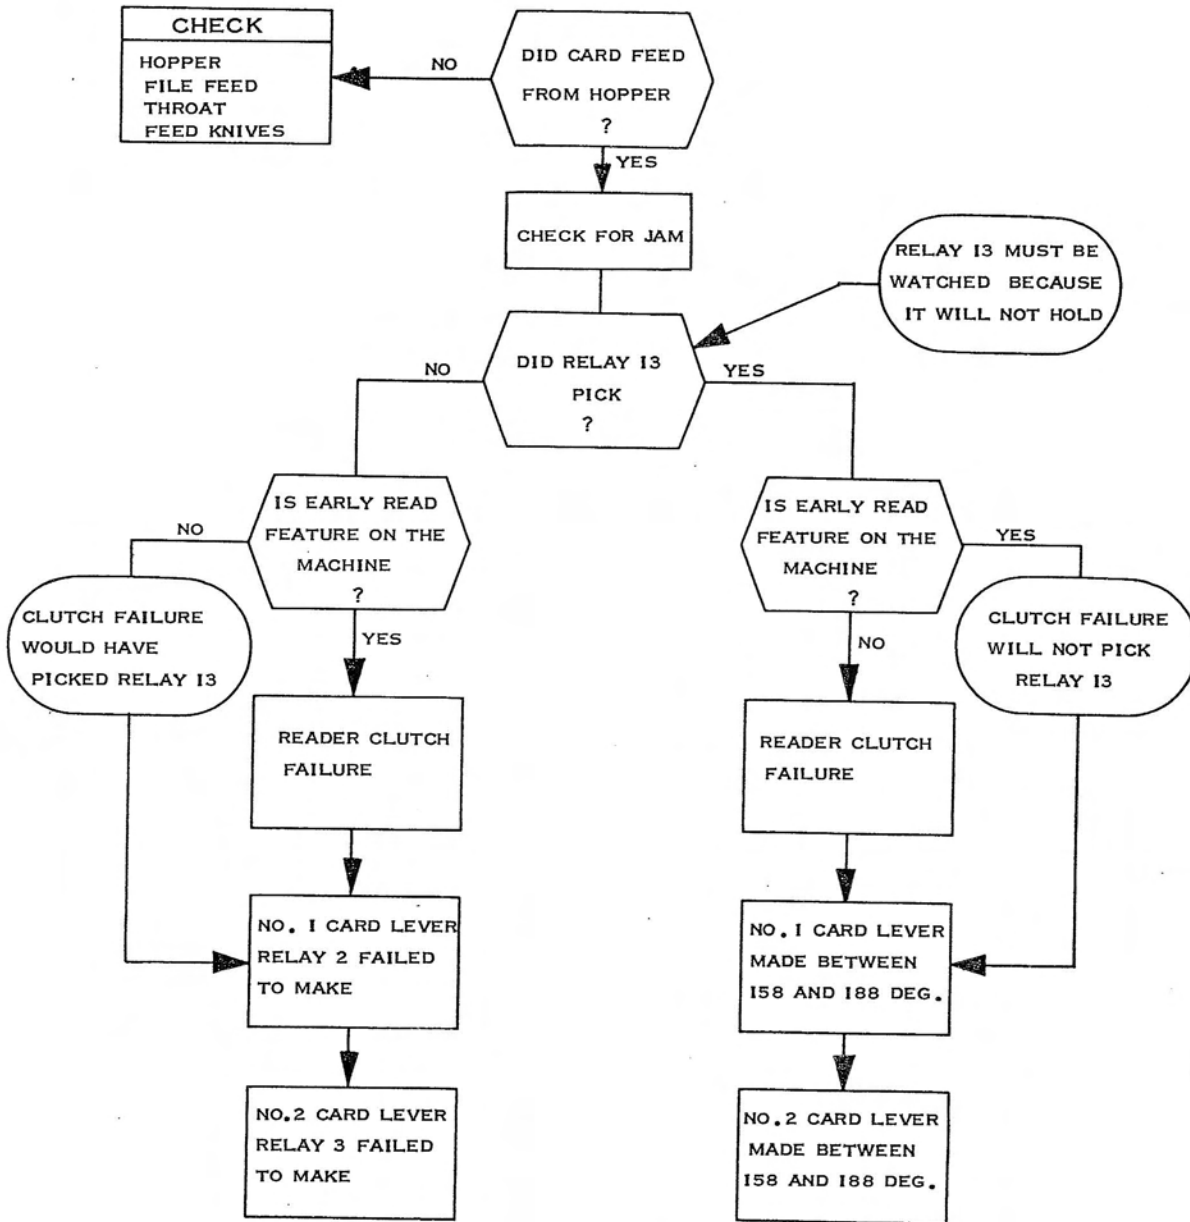 CHECK
HOPPER
FILE FEED
THROAT
FEED KNIVES
NO
DID CARD FEED
FROM HOPPER
?
YES
CHECK FOR JAM
RELAY 13 MUST BE
WATCHED BECAUSE
IT WILL NOT HOLD
DID RELAY 13
PICK
?
NO
YES
IS EARLY READ
FEATURE ON THE
MACHINE
?
NO
YES
CLUTCH FAILURE
WOULD HAVE
PICKED RELAY 13
READER CLUTCH
FAILURE
NO. 1 CARD LEVER
RELAY 2 FAILED
TO MAKE
NO.2 CARD LEVER
RELAY 3 FAILED
TO MAKE
IS EARLY READ
FEATURE ON THE
MACHINE
?
YES
NO
CLUTCH FAILURE
WILL NOT PICK
RELAY 13
READER CLUTCH
FAILURE
NO. 1 CARD LEVER
MADE BETWEEN
158 AND 188 DEG.
NO.2 CARD LEVER
MADE BETWEEN
158 AND 188 DEG.